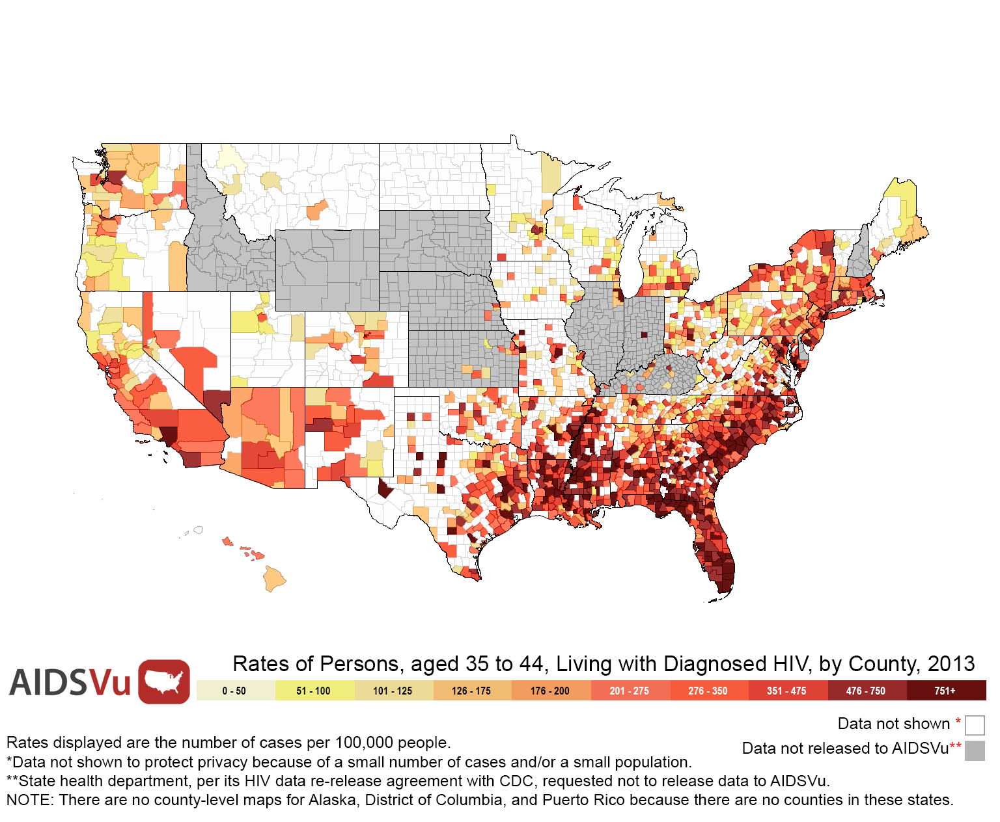 AIDSVu
Rates of Persons, aged 35 to 44, Living with Diagnosed HIV, by County, 2013
0 - 50 51 - 100 101 - 125 126 - 175 176 - 200 201 - 275 276 - 350 351 - 475 476 - 750 751+
Data not shown *
Data not released to AIDSVu**
Rates displayed are the number of cases per 100,000 people.
*Data not shown to protect privacy because of a small number of cases and/or a small population.
**State health department, per its HIV data re-release agreement with CDC, requested not to release data to AIDSVu.
NOTE: There are no county-level maps for Alaska, District of Columbia, and Puerto Rico because there are no counties in these states.